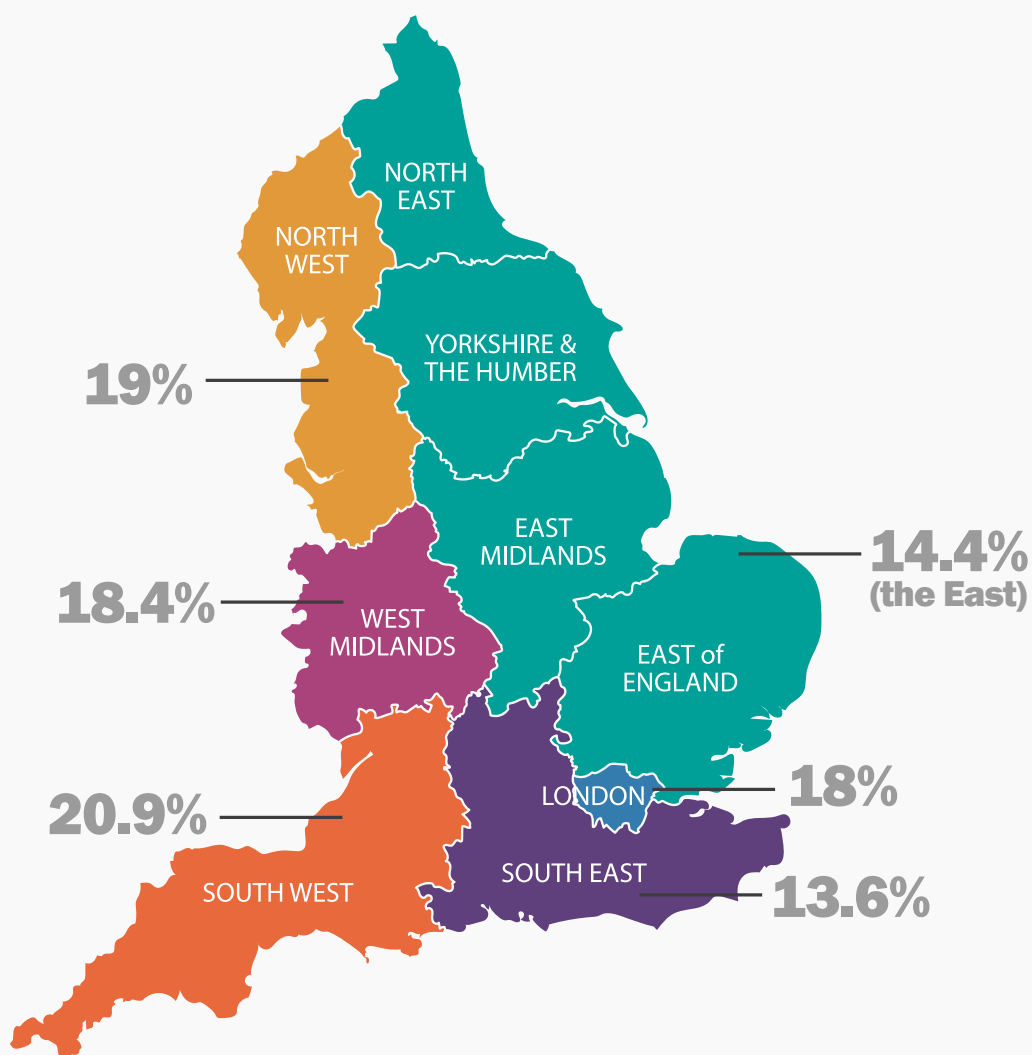 NORTH
EAST
NORTH
WEST
YORKSHIRE &
THE HUMBER
19%
EAST
MIDLANDS
14.4%
(the East)
18.4%
WEST
MIDLANDS
EAST of
ENGLAND
LONDON
18%
20.9%
SOUTH EAST
SOUTH WEST
13.6%